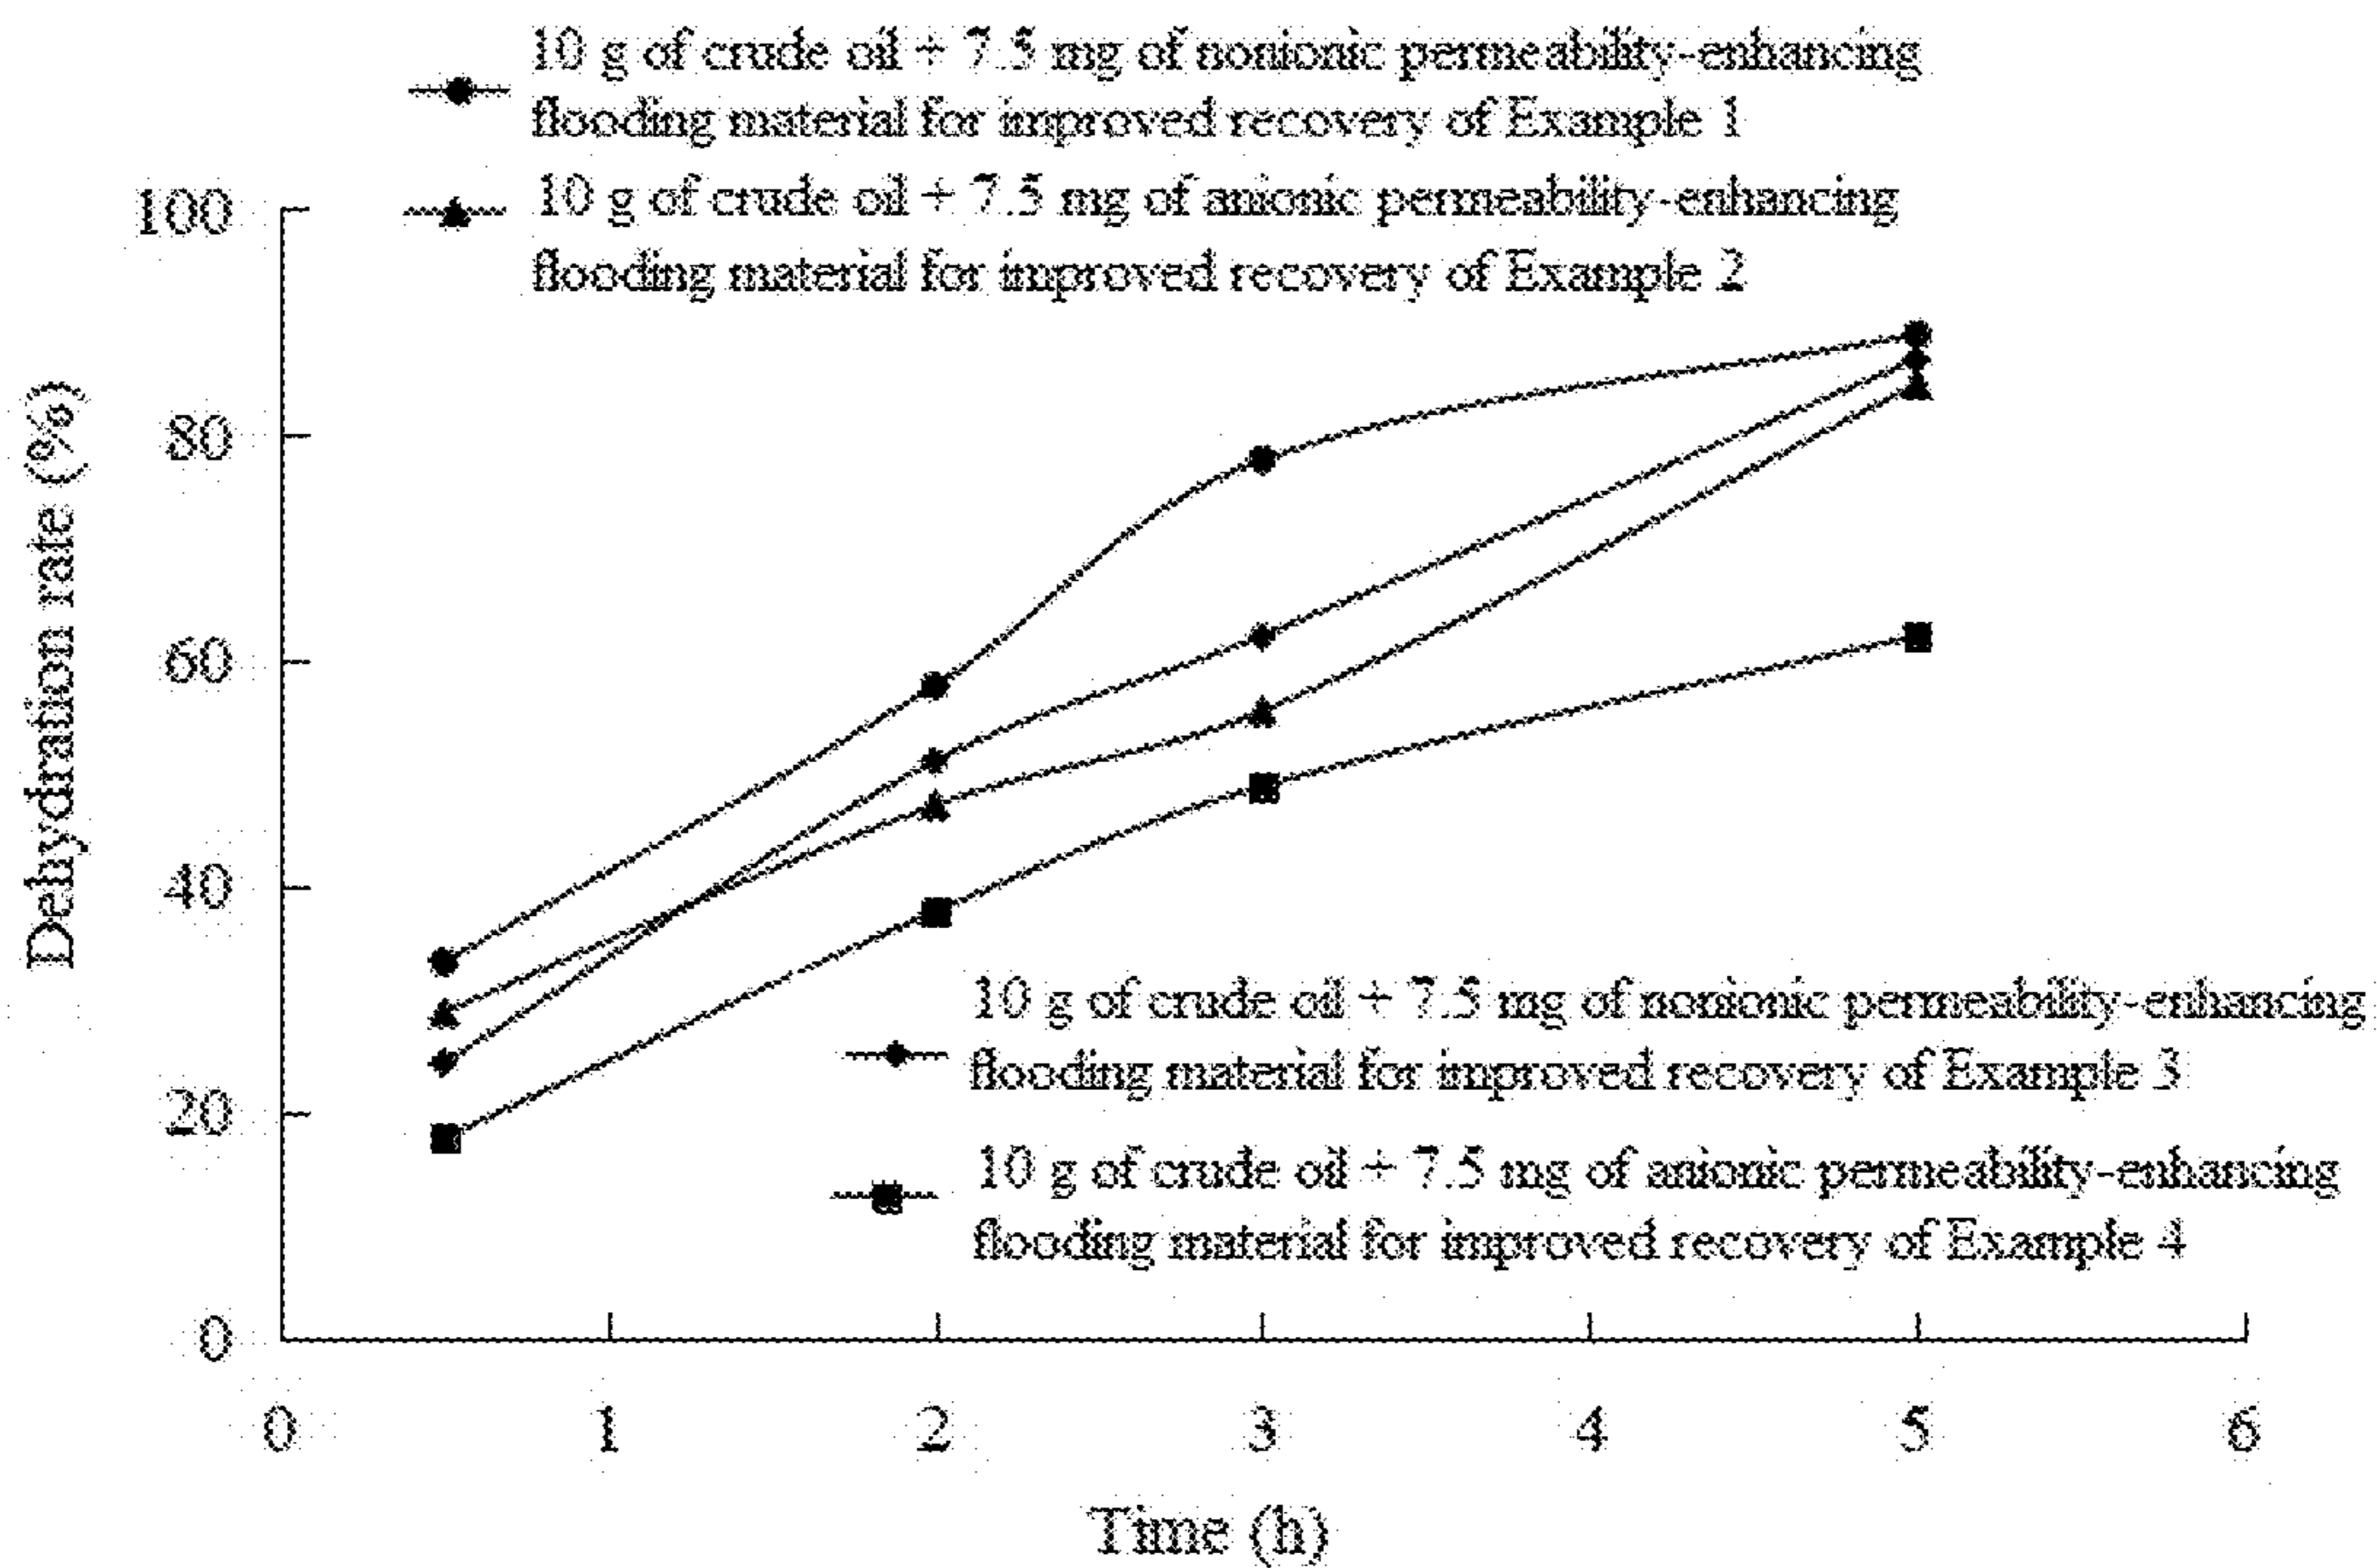 10 g of crude oil + 7.5 mg of nonionic permeability-enhancing
flooding material for improved recovery of Example 1
10 g of crude oil + 7.5 mg of anionic permeability-enhancing
flooding material for improved recovery of Example 2
100
80
60
40
20
0
Dehydration rate (%)
10 g of crude oil + 7.5 mg of nonionic permeability-enhancing
flooding material for improved recovery of Example 3
10 g of crude oil + 7.5 mg of anionic permeability-enhancing
flooding material for improved recovery of Example 4
0 1 2 3 4 5 6
Time (h)